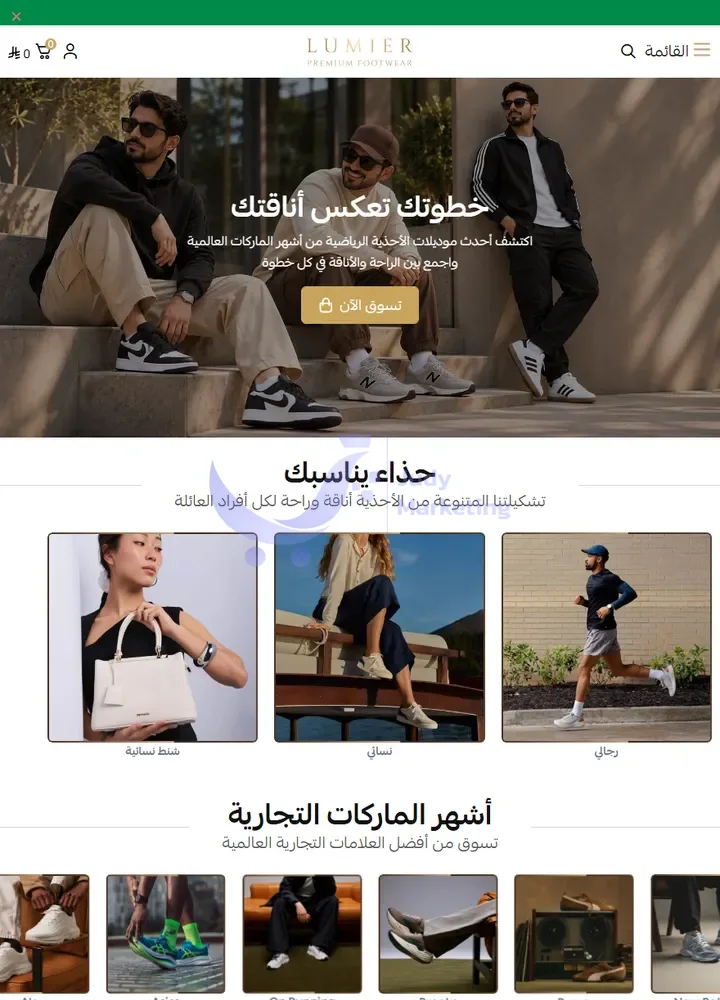 القائمة
LUMIER
PREMIUM FOOTWEAR
0
0
خطوتك تعكس أناقتك
اكتشف أحدث موديلات الأحذية الرياضية من أشهر الماركات العالمية
واجمع بين الراحة والأناقة في كل خطوة
تسوق الآن
حذاء يناسبك
تشكيلتنا المتنوعة من الأحذية أناقة وراحة لكل أفراد العائلة
Marketing
رجالي
نسائي
شنط نسائية
أشهر الماركات التجارية
تسوق من أفضل العلامات التجارية العالمية